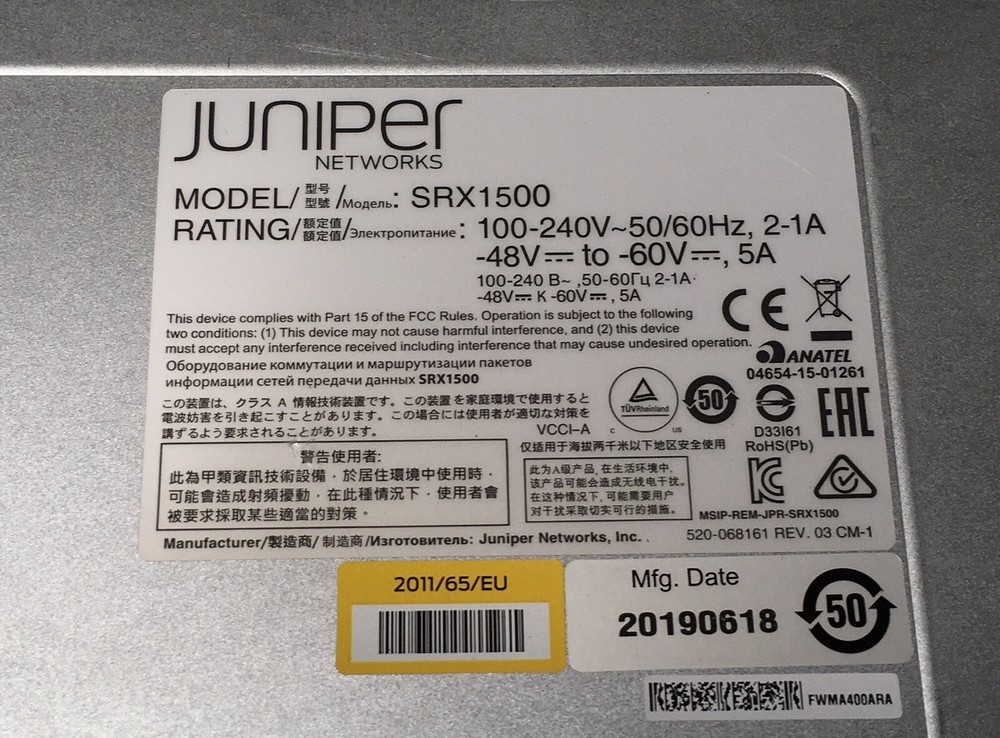 JUNIPER
NETWORKS
MODEL/型号 型號/Модель: SRX1500
RATING/额定值 額定值/Электропитание: 100-240V~50/60Hz, 2-1A
-48V⎓ to -60V⎓, 5A
100-240 В~ ,50-60Гц 2-1A
-48V⎓ К -60V⎓ , 5A
This device complies with Part 15 of the FCC Rules. Operation is subject to the following
two conditions: (1) This device may not cause harmful interference, and (2) this device
must accept any interference received including interference that may cause undesired operation.
Оборудование коммутации и маршрутизации пакетов
информации сетей передачи данных SRX1500
CE
ANATEL
04654-15-01261
この装置は、クラス A 情報技術装置です。この装置を家庭環境で使用すると
電波妨害を引き起こすことがあります。この場合には使用者が適切な対策を
講ずるよう要求されることがあります。
VCCI-A
TÜVRheinland
C US
50
D33I61
RoHS(Pb)
EAC
仅适用于海拔两千米以下地区安全使用
警告使用者:
此為甲類資訊技術設備，於居住環境中使用時，
可能會造成射頻擾動，在此種情況下，使用者會
被要求採取某些適當的對策。
此为A级产品, 在生活环境中,
该产品可能会造成无线电干扰。
在这种情况下, 可能需要用户
对干扰采取切实可行的措施。
MSIP-REM-JPR-SRX1500
520-068161 REV. 03 CM-1
Manufacturer/製造商/ 制造商/Изготовитель: Juniper Networks, Inc.
2011/65/EU
Mfg. Date
20190618
50
FWMA400ARA